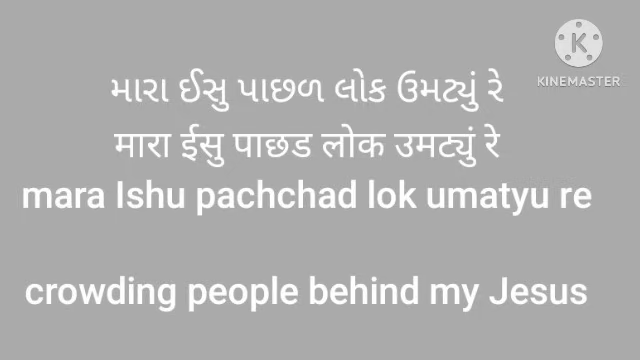 K
KINEMASTER
મારા ઈસુ પાછળ લોક ઉમટ્યું રે
मारा ईसु पाछड लोक उमट्युं रे
mara Ishu pachchad lok umatyu re
crowding people behind my Jesus